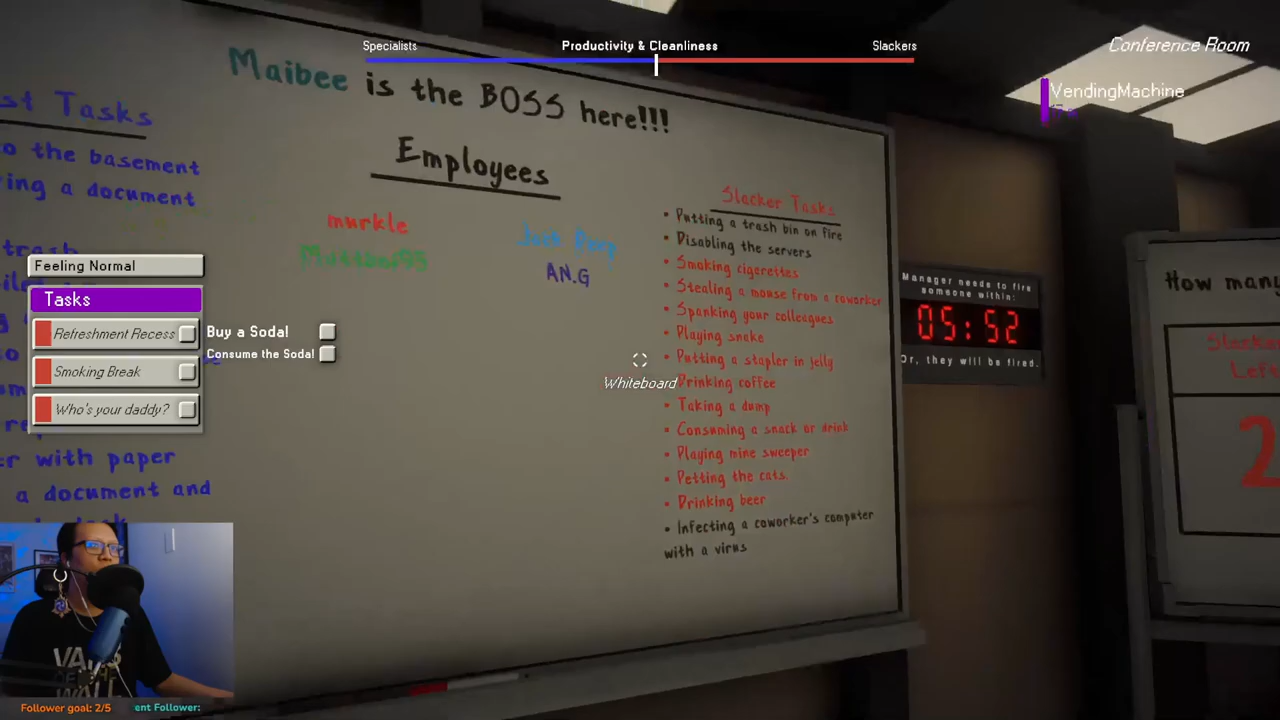 Specialists
Productivity & Cleanliness
Slackers
Conference Room
VendingMachine
Maibee is the BOSS here!!!
Employees
murkle
AN.G
st Tasks
to the basement
ring a document
trash
Slacker Tasks
• Putting a trash bin on fire
• Disabling the servers
• Smoking cigarettes
• Stealing a mouse from a coworker
• Spanking your colleagues
• Playing snake
• Putting a stapler in jelly
• Drinking coffee
• Taking a dump
• Consuming a snack or drink
• Playing mine sweeper
• Petting the cats.
• Drinking beer
• Infecting a coworker's computer
with a virus
Manager needs to fire
someone within:
05:52
Or, they will be fired.
How many
Slackers
Left
2
Feeling Normal
Tasks
Refreshment Recess
Buy a Soda!
Consume the Soda!
Smoking Break
Who's your daddy?
Whiteboard
er with paper
a document and
Follower goal: 2/5
ent Follower: